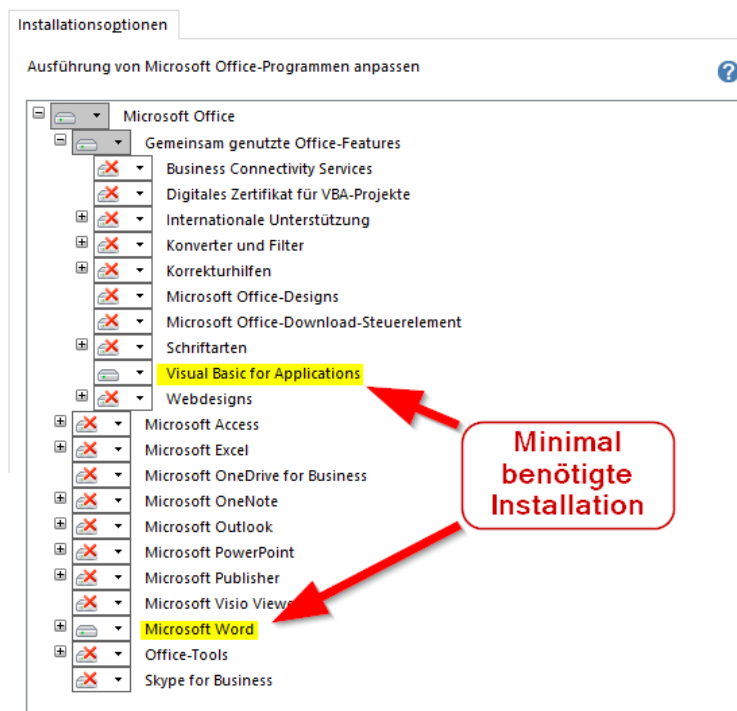 Installationsoptionen
Ausführung von Microsoft Office-Programmen anpassen
?
Microsoft Office
Gemeinsam genutzte Office-Features
Business Connectivity Services
Digitales Zertifikat für VBA-Projekte
Internationale Unterstützung
Konverter und Filter
Korrekturhilfen
Microsoft Office-Designs
Microsoft Office-Download-Steuerelement
Schriftarten
Visual Basic for Applications
Webdesigns
Microsoft Access
Microsoft Excel
Microsoft OneDrive for Business
Microsoft OneNote
Microsoft Outlook
Microsoft PowerPoint
Microsoft Publisher
Microsoft Visio Viewe
Microsoft Word
Office-Tools
Skype for Business
Minimal
benötigte
Installation